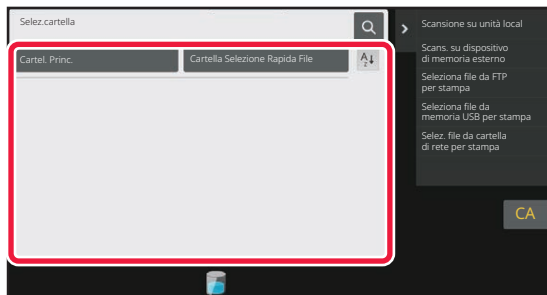 Selez.cartella
Cartel. Princ.
Cartella Selezione Rapida File
A
z
Scansione su unità local
Scans. su dispositivo
di memoria esterno
Seleziona file da FTP
per stampa
Seleziona file da
memoria USB per stampa
Selez. file da cartella
di rete per stampa
CA